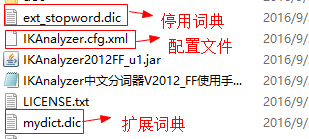 ext_stopword.dic 停用词典 2016/9/
IKAnalyzer.cfg.xml 配置文件 2016/9/
IKAnalyzer2012FF_u1.jar 2016/9/
IKAnalyzer中文分词器V2012_FF使用手... 2016/9/
LICENSE.txt 2016/9/
mydict.dic 扩展词典 2016/9/